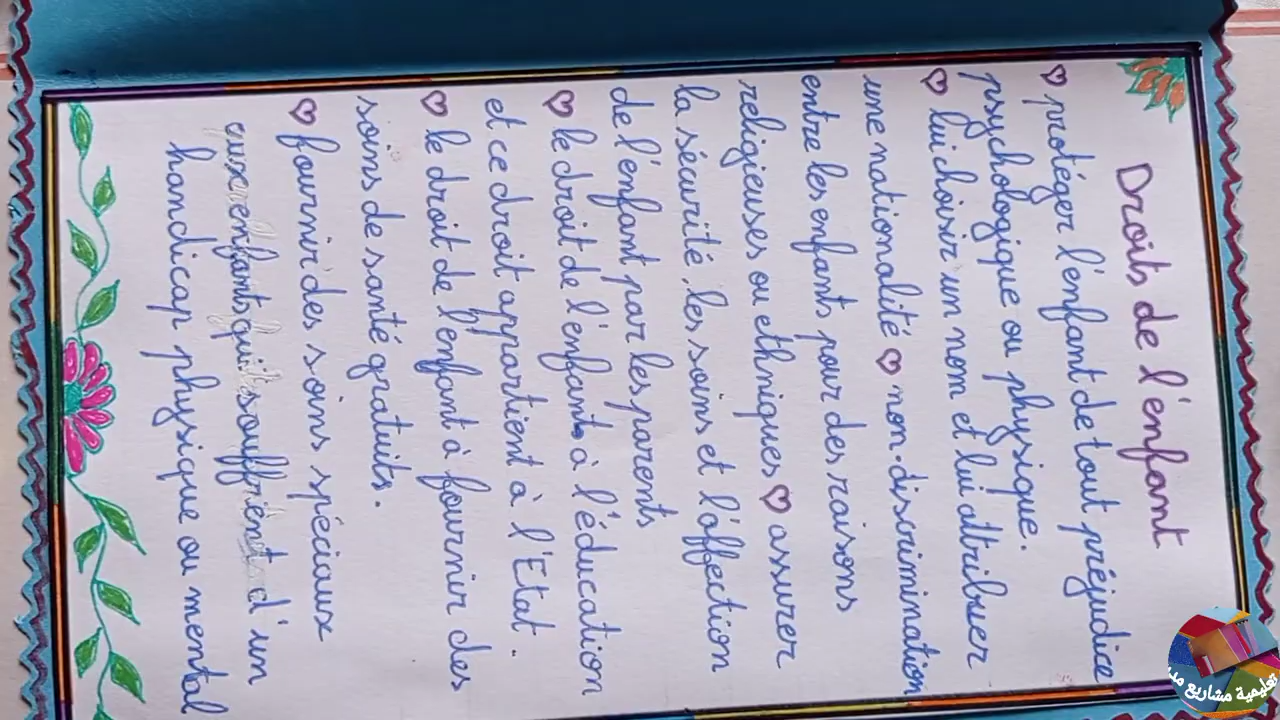 Droits de l'enfant
♡ protéger l'enfant de tout préjudice
psychologique ou physique.
♡ lui choisir un nom et lui attribuer
une nationalité ♡ non-discrimination
entre les enfants pour des raisons
religieuses ou ethniques ♡ assurer
la sécurité, les soins et l'affection
de l'enfant par les parents
♡ le droit de l'enfant à l'éducation
et ce droit appartient à l'Etat.
♡ le droit de l'enfant à fournir des
soins de santé gratuits.
♡ fournir des soins spéciaux
aux enfants qui souffrent d'un
handicap physique ou mental
تعليمية مشاريع